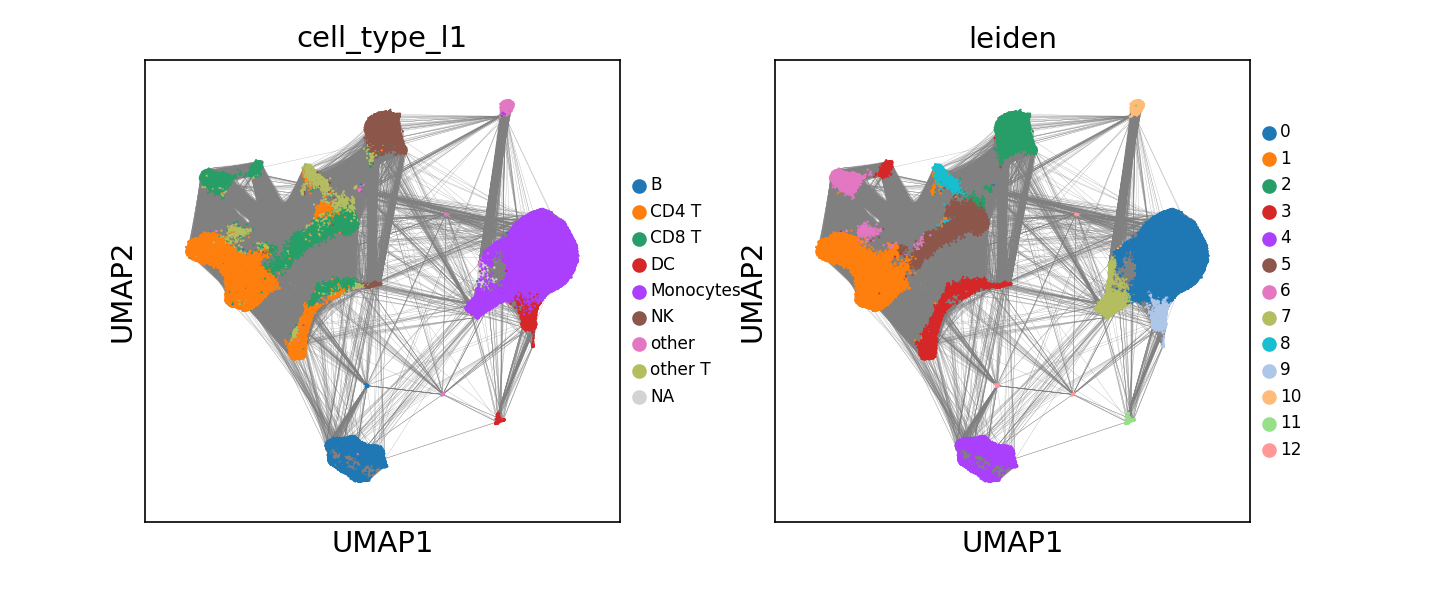 cell_type_l1
UMAP2
UMAP1
B
CD4 T
CD8 T
DC
Monocytes
NK
other
other T
NA
leiden
UMAP2
UMAP1
0
1
2
3
4
5
6
7
8
9
10
11
12